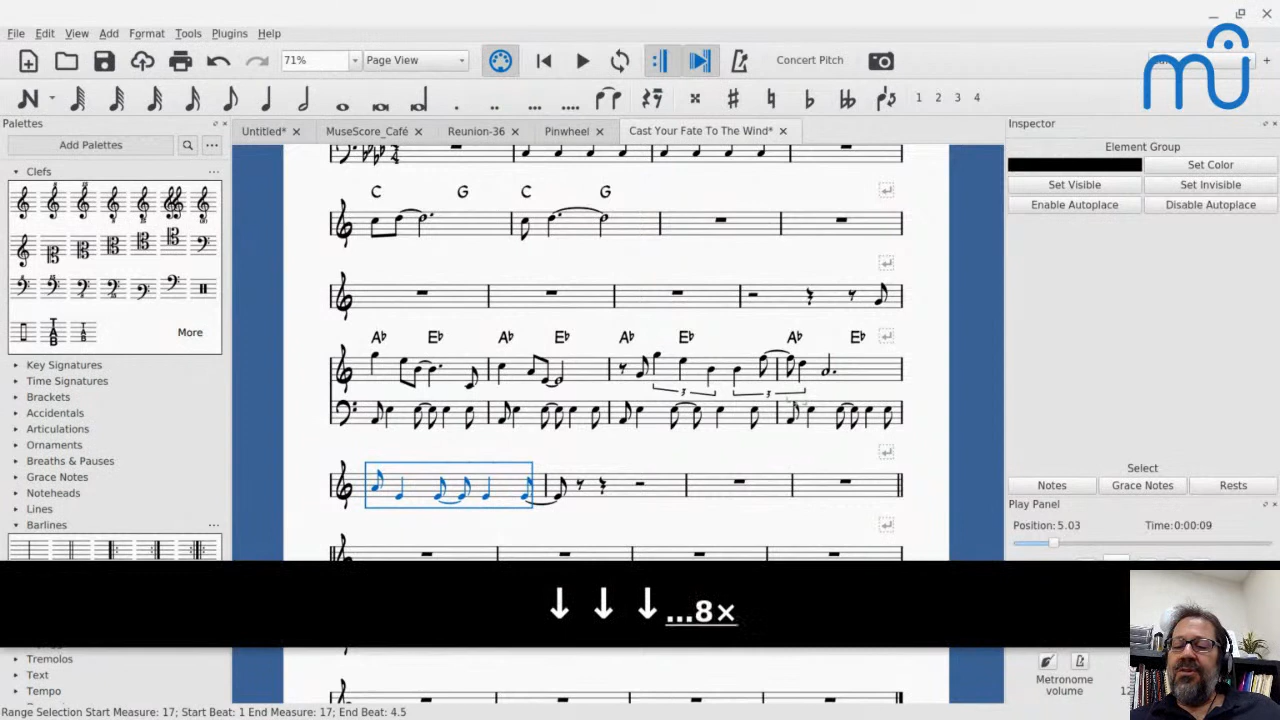 File Edit View Add Format Tools Plugins Help
71% Page View Concert Pitch
1 2 3 4
Palettes
Untitled* MuseScore_Café Reunion-36 Pinwheel Cast Your Fate To The Wind*
Inspector
Add Palettes
Element Group
Set Color
Set Visible Set Invisible
Enable Autoplace Disable Autoplace
Clefs
C G C G
More
A♭ E♭ A♭ E♭ A♭ E♭ A♭ E♭
3 3
Key Signatures
Time Signatures
Brackets
Accidentals
Articulations
Ornaments
Breaths & Pauses
Grace Notes
Noteheads
Lines
Barlines
Select
Notes Grace Notes Rests
Play Panel
Position: 5.03 Time: 0:00:09
↓ ↓ ↓...8×
Tremolos
Text
Tempo
Metronome
volume
Range Selection Start Measure: 17; Start Beat: 1 End Measure: 17; End Beat: 4.5